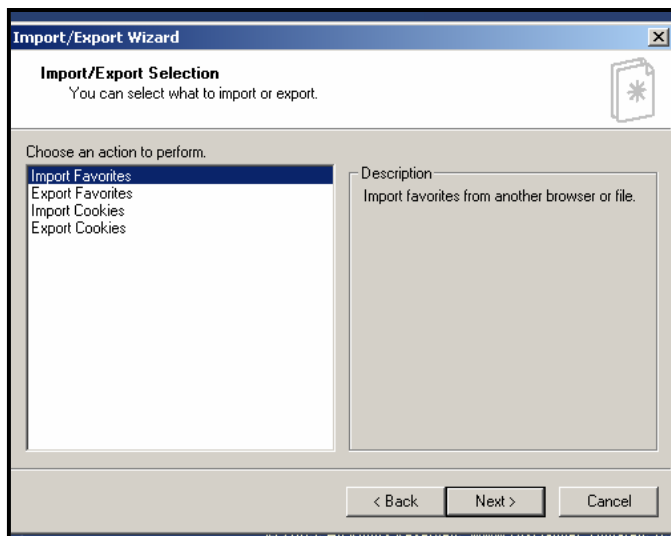 Import/Export Wizard
Import/Export Selection
You can select what to import or export.
Choose an action to perform.
Import Favorites
Export Favorites
Import Cookies
Export Cookies
Description
Import favorites from another browser or file.
< Back
Next >
Cancel